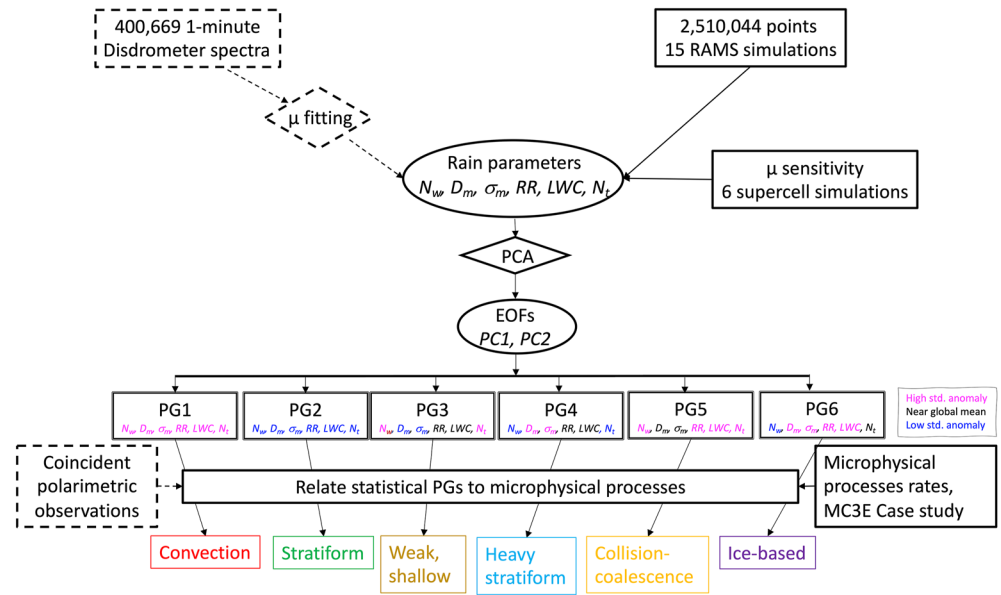 400,669 1-minute
Disdrometer spectra
2,510,044 points
15 RAMS simulations
μ fitting
Rain parameters
Nw, Dm, σm, RR, LWC, Nt
μ sensitivity
6 supercell simulations
PCA
EOFs
PC1, PC2
PG1
Nw, Dm, σm, RR, LWC, Nt
PG2
Nw, Dm, σm, RR, LWC, Nt
PG3
Nw, Dm, σm, RR, LWC, Nt
PG4
Nw, Dm, σm, RR, LWC, Nt
PG5
Nw, Dm, σm, RR, LWC, Nt
PG6
Nw, Dm, σm, RR, LWC, Nt
High std. anomaly
Near global mean
Low std. anomaly
Coincident
polarimetric
observations
Relate statistical PGs to microphysical processes
Microphysical
processes rates,
MC3E Case study
Convection
Stratiform
Weak,
shallow
Heavy
stratiform
Collision-
coalescence
Ice-based